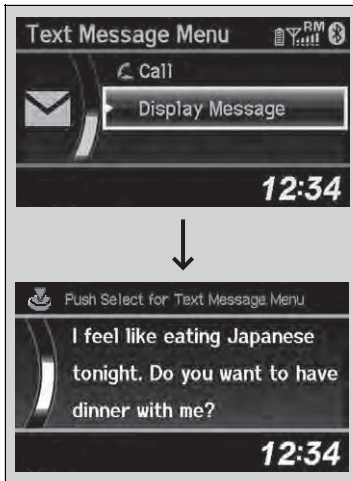 Text Message Menu RM
Call
Display Message
12:34
Push Select for Text Message Menu
I feel like eating Japanese
tonight. Do you want to have
dinner with me?
12:34